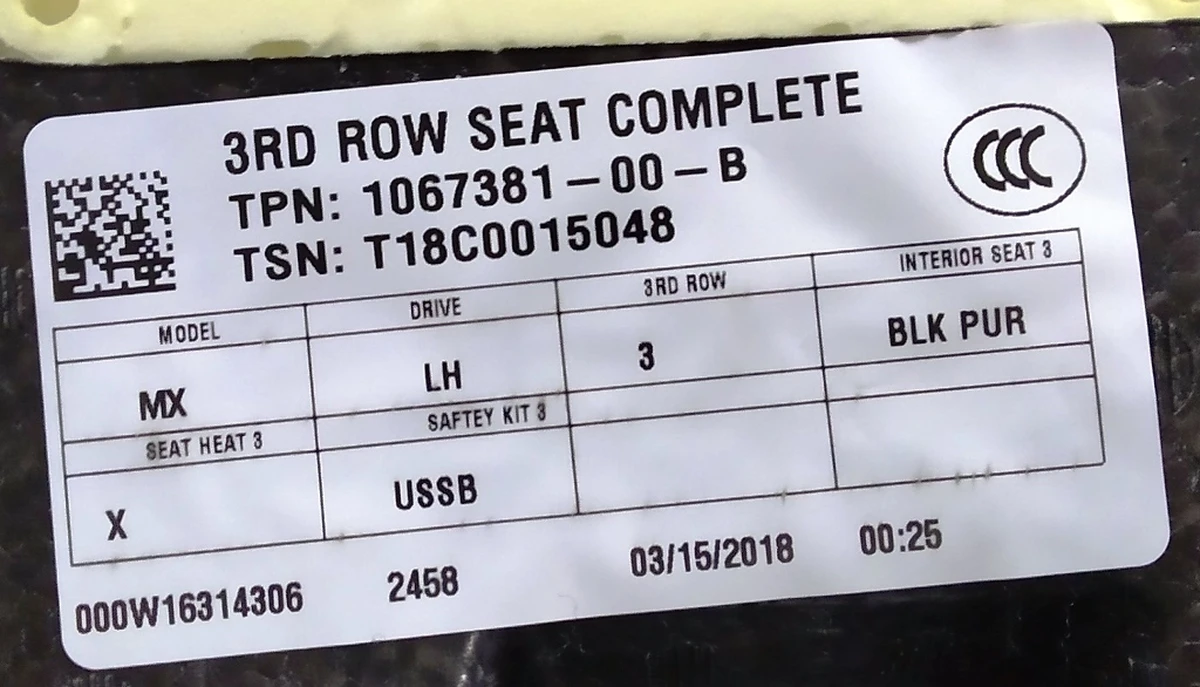 3RD ROW SEAT COMPLETE
TPN: 1067381-00-B
TSN: T18C0015048
CCC
MODEL DRIVE 3RD ROW INTERIOR SEAT 3
MX LH 3 BLK PUR
SEAT HEAT 3 SAFTEY KIT 3
X USSB
000W16314306 2458 03/15/2018 00:25